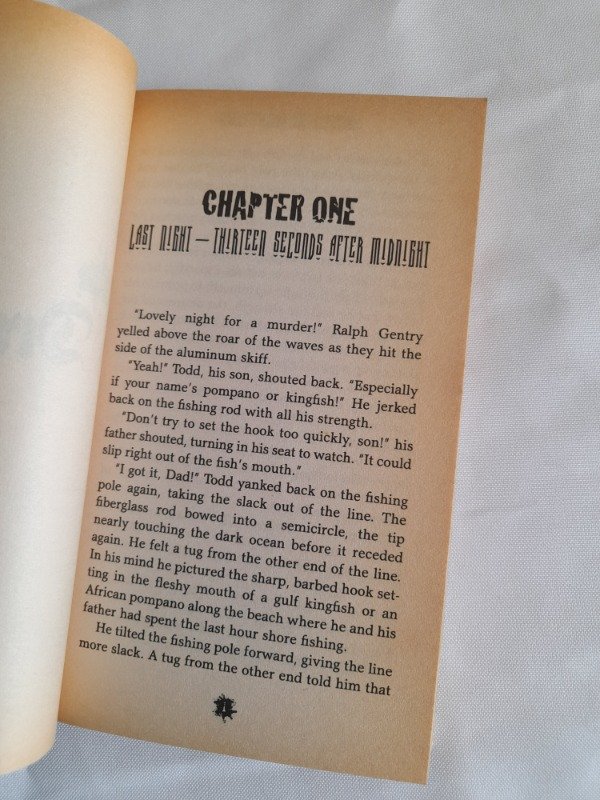 CHAPTER ONE
LAST NIGHT — THIRTEEN SECONDS AFTER MIDNIGHT
"Lovely night for a murder!" Ralph Gentry
yelled above the roar of the waves as they hit the
side of the aluminum skiff.
"Yeah!" Todd, his son, shouted back. "Especially
if your name's pompano or kingfish!" He jerked
back on the fishing rod with all his strength.
"Don't try to set the hook too quickly, son!" his
father shouted, turning in his seat to watch. "It could
slip right out of the fish's mouth."
"I got it, Dad!" Todd yanked back on the fishing
pole again, taking the slack out of the line. The
fiberglass rod bowed into a semicircle, the tip
nearly touching the dark ocean before it receded
again. He felt a tug from the other end of the line.
In his mind he pictured the sharp, barbed hook set-
ting in the fleshy mouth of a gulf kingfish or an
African pompano along the beach where he and his
father had spent the last hour shore fishing.
He tilted the fishing pole forward, giving the line
more slack. A tug from the other end told him that
1